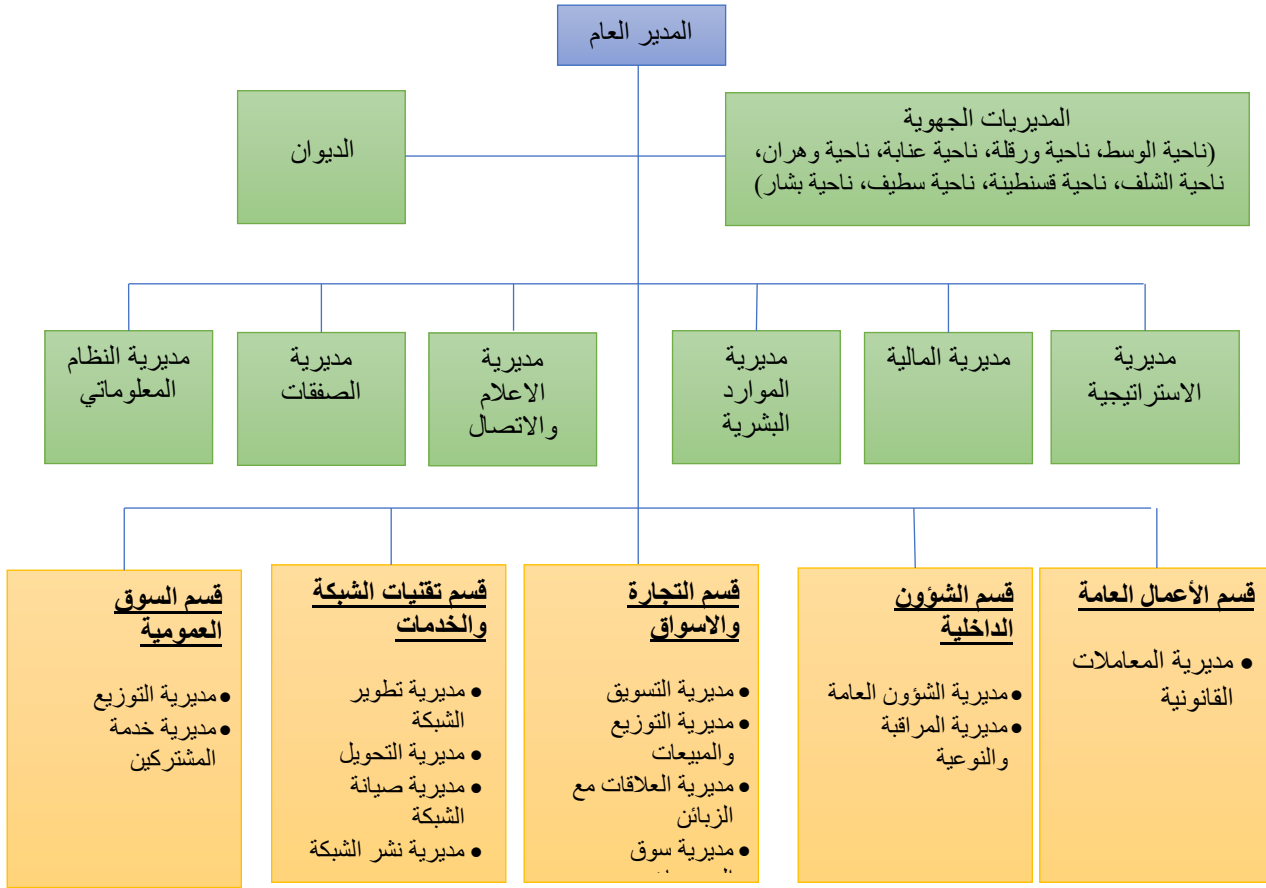 المدير العام
المديريات الجهوية
(ناحية الوسط، ناحية ورقلة، ناحية عنابة، ناحية وهران،
ناحية الشلف، ناحية قسنطينة، ناحية سطيف، ناحية بشار)
الديوان
مديرية
الاستراتيجية
مديرية المالية
مديرية
الموارد
البشرية
مديرية
الاعلام
والاتصال
مديرية
الصفقات
مديرية النظام
المعلوماتي
قسم الأعمال العامة
• مديرية المعاملات
القانونية
قسم الشؤون
الداخلية
• مديرية الشؤون العامة
• مديرية المراقبة
والنوعية
قسم التجارة
والاسواق
• مديرية التسويق
• مديرية التوزيع
والمبيعات
• مديرية العلاقات مع
الزبائن
• مديرية سوق
قسم تقنيات الشبكة
والخدمات
• مديرية تطوير
الشبكة
• مديرية التحويل
• مديرية صيانة
الشبكة
• مديرية نشر الشبكة
قسم السوق
العمومية
• مديرية التوزيع
• مديرية خدمة
المشتركين